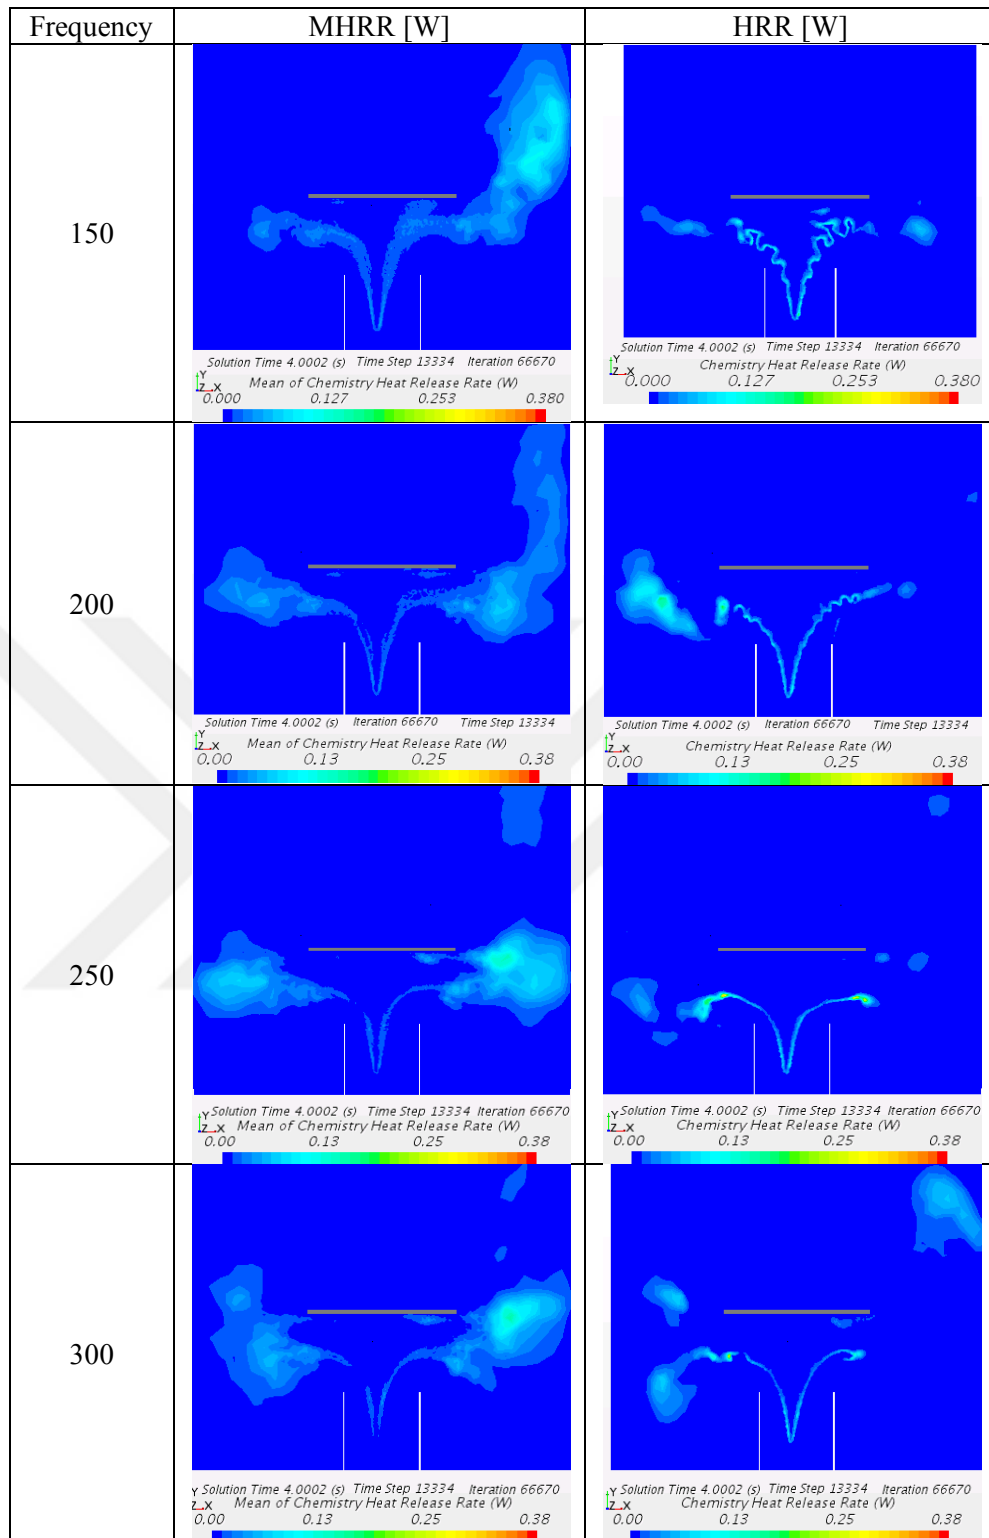 Frequency MHRR [W] HRR [W]
150
Solution Time 4.0002 (s) Time Step 13334 Iteration 66670
Y
Z X
Mean of Chemistry Heat Release Rate (W)
0.000 0.127 0.253 0.380
Solution Time 4.0002 (s) Time Step 13334 Iteration 66670
Y
Z X
Chemistry Heat Release Rate (W)
0.000 0.127 0.253 0.380
200
Solution Time 4.0002 (s) Iteration 66670 Time Step 13334
Y
Z X
Mean of Chemistry Heat Release Rate (W)
0.00 0.13 0.25 0.38
Solution Time 4.0002 (s) Iteration 66670 Time Step 13334
Y
Z X
Chemistry Heat Release Rate (W)
0.00 0.13 0.25 0.38
250
Solution Time 4.0002 (s) Time Step 13334 Iteration 66670
Y
Z X
Mean of Chemistry Heat Release Rate (W)
0.00 0.13 0.25 0.38
Solution Time 4.0002 (s) Time Step 13334 Iteration 66670
Y
Z X
Chemistry Heat Release Rate (W)
0.00 0.13 0.25 0.38
300
Solution Time 4.0002 (s) Time Step 13334 Iteration 66670
Y
Z X
Mean of Chemistry Heat Release Rate (W)
0.00 0.13 0.25 0.38
Solution Time 4.0002 (s) Time Step 13334 Iteration 66670
Y
Z X
Chemistry Heat Release Rate (W)
0.00 0.13 0.25 0.38